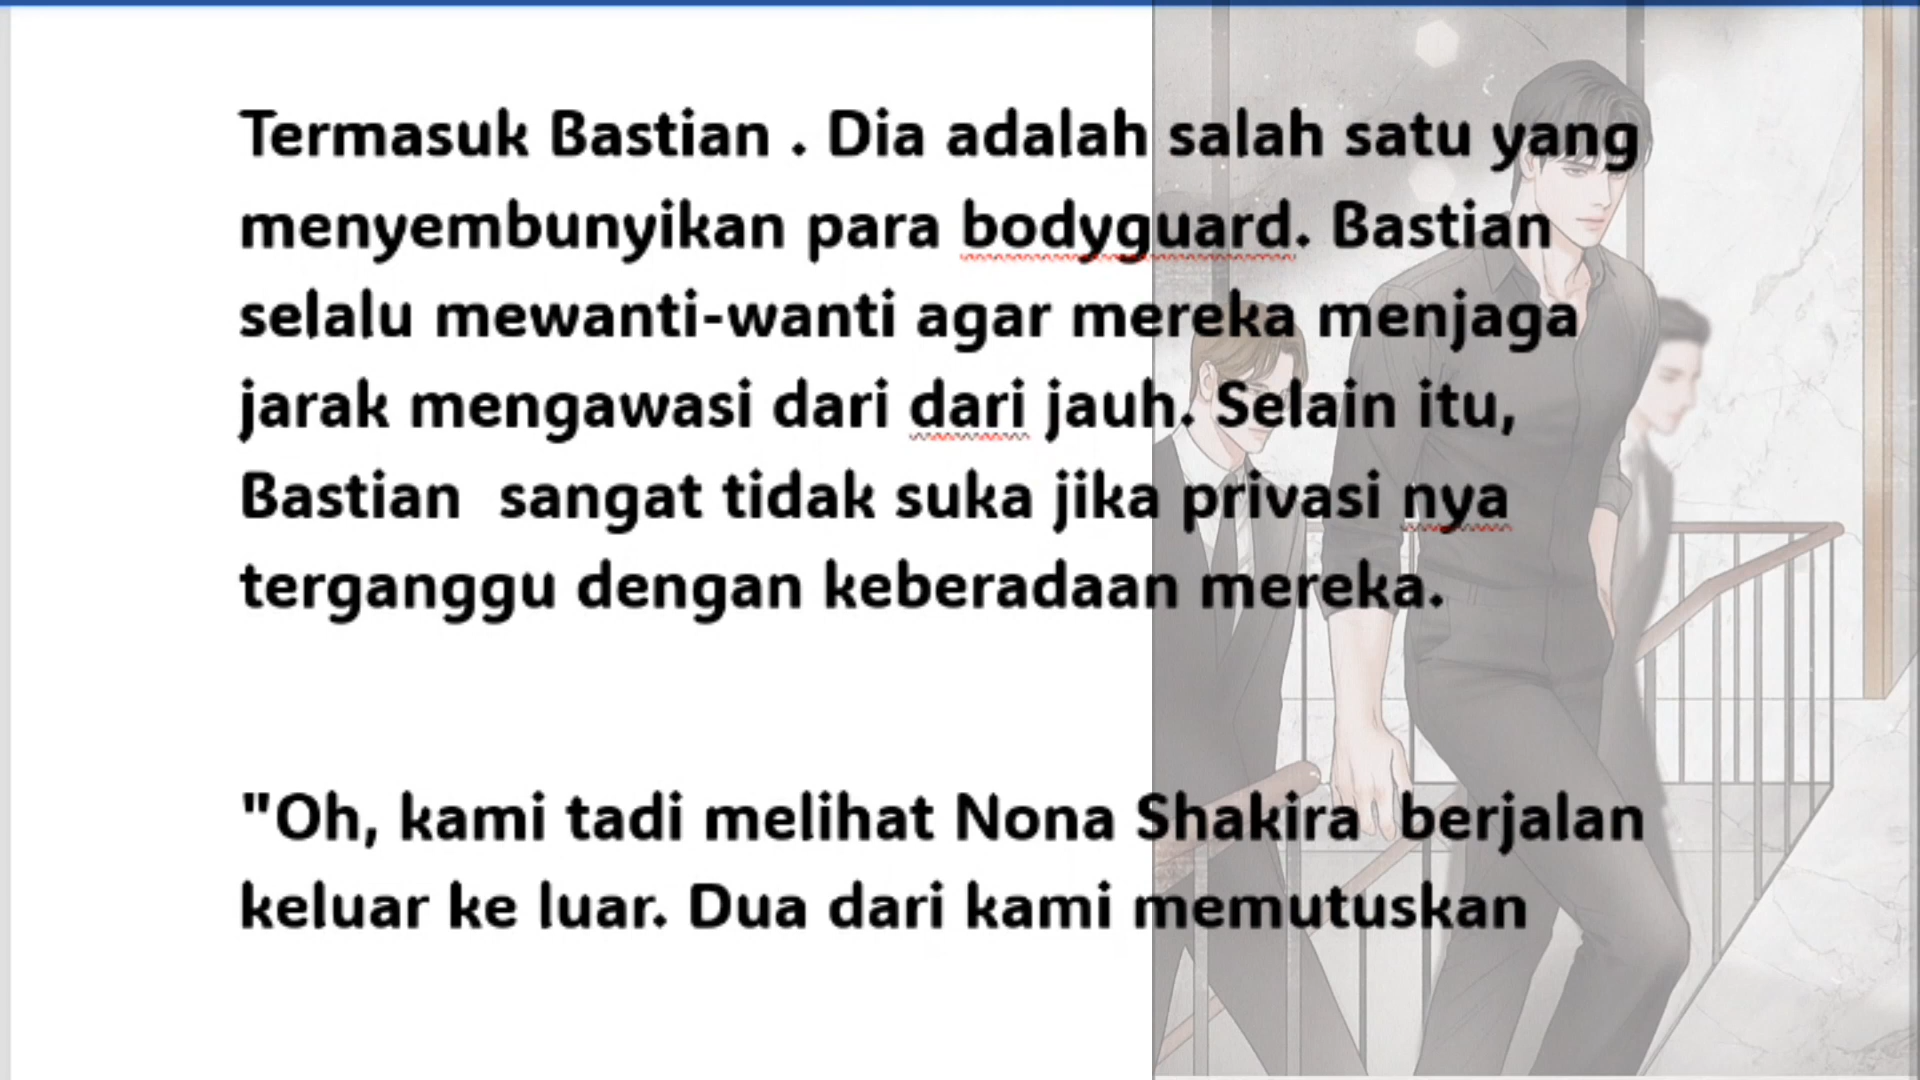 Termasuk Bastian . Dia adalah salah satu yang
menyembunyikan para bodyguard. Bastian
selalu mewanti-wanti agar mereka menjaga
jarak mengawasi dari dari jauh. Selain itu,
Bastian  sangat tidak suka jika privasi nya
terganggu dengan keberadaan mereka.
"Oh, kami tadi melihat Nona Shakira  berjalan
keluar ke luar. Dua dari kami memutuskan